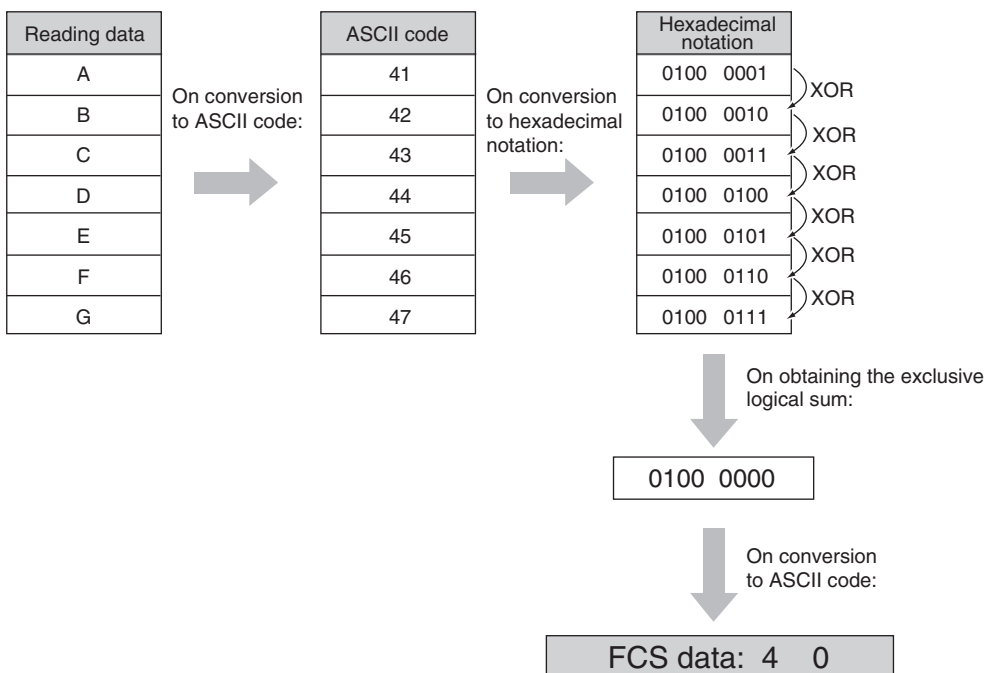 Reading data
A
B
C
D
E
F
G
On conversion
to ASCII code:
ASCII code
41
42
43
44
45
46
47
On conversion
to hexadecimal
notation:
Hexadecimal
notation
0100 0001
0100 0010
0100 0011
0100 0100
0100 0101
0100 0110
0100 0111
XOR
XOR
XOR
XOR
XOR
XOR
On obtaining the exclusive
logical sum:
0100 0000
On conversion
to ASCII code:
FCS data: 4 0